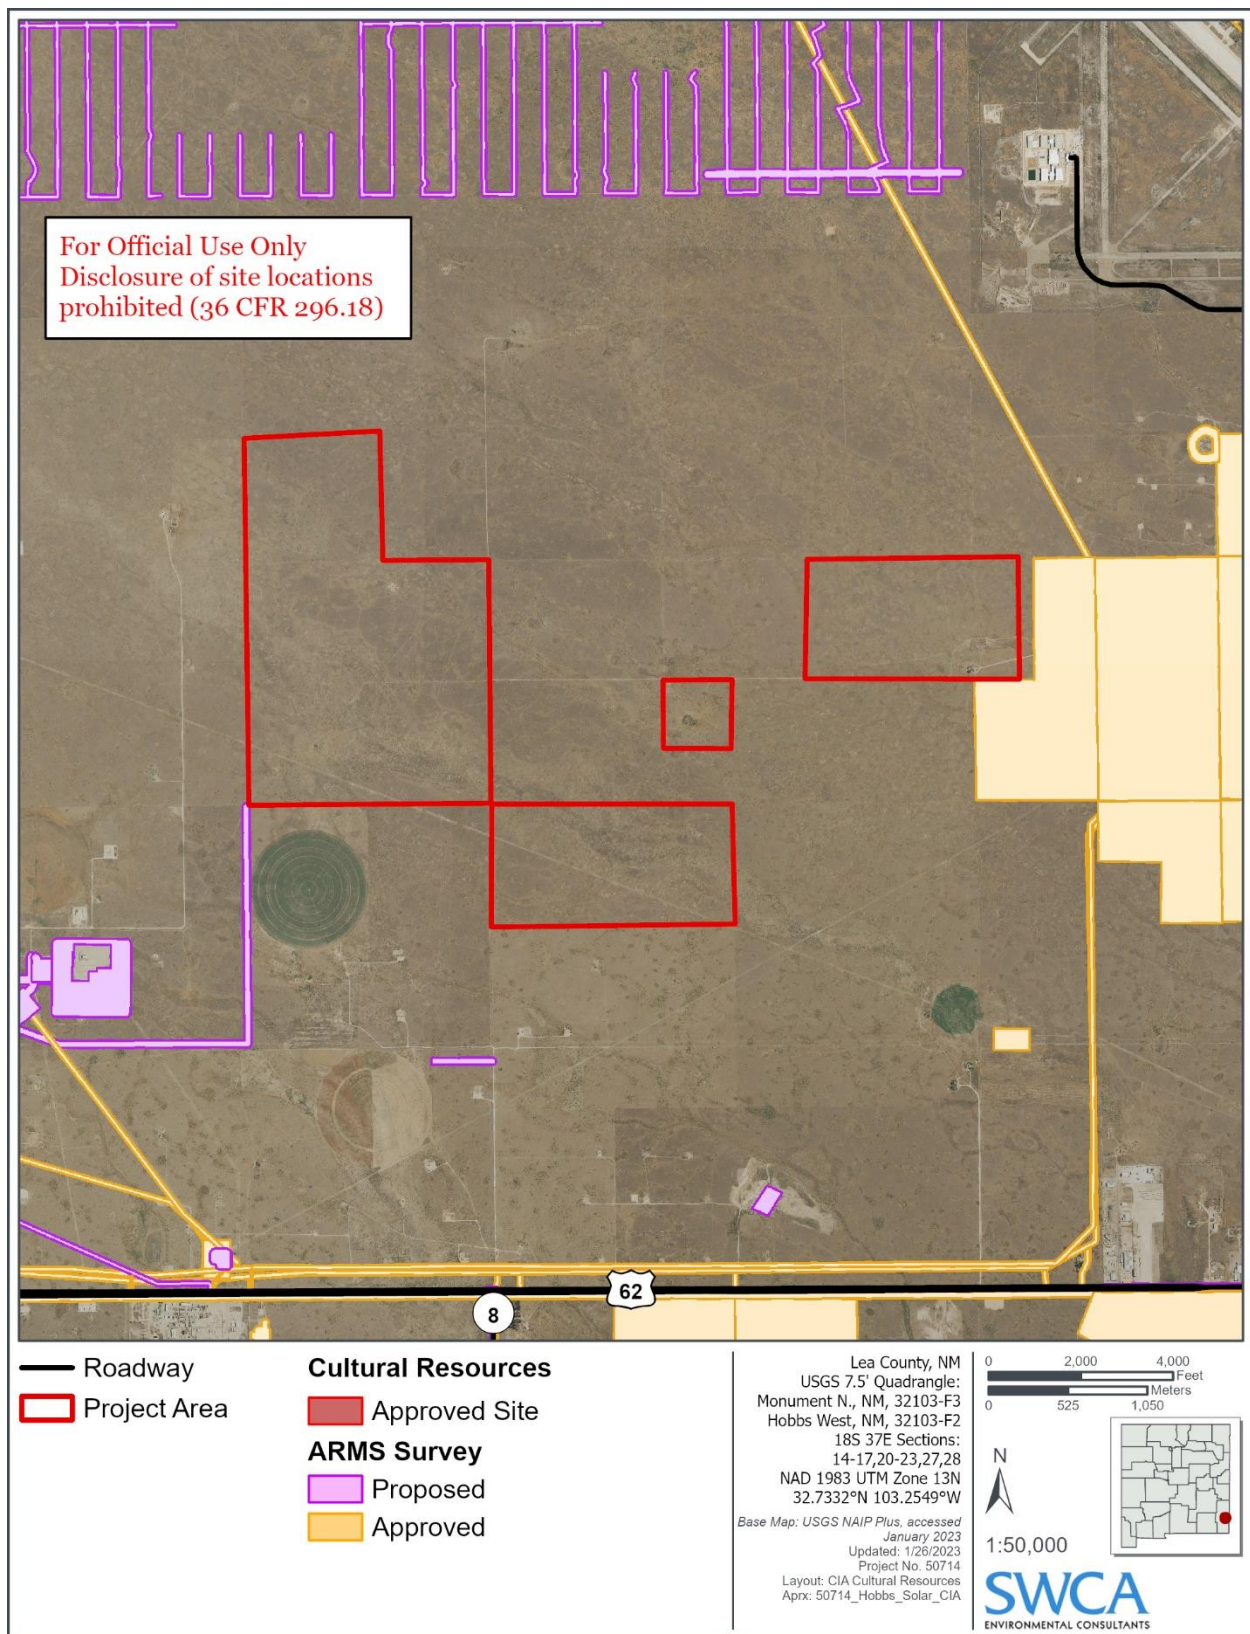 For Official Use Only
Disclosure of site locations
prohibited (36 CFR 296.18)
62
8
Roadway
Project Area
Cultural Resources
Approved Site
ARMS Survey
Proposed
Approved
Lea County, NM
USGS 7.5' Quadrangle:
Monument N., NM, 32103-F3
Hobbs West, NM, 32103-F2
18S 37E Sections:
14-17,20-23,27,28
NAD 1983 UTM Zone 13N
32.7332°N 103.2549°W
Base Map: USGS NAIP Plus, accessed
January 2023
Updated: 1/26/2023
Project No. 50714
Layout: CIA Cultural Resources
Aprx: 50714_Hobbs_Solar_CIA
0 2,000 4,000
Feet
Meters
0 525 1,050
N
1:50,000
SWCA
ENVIRONMENTAL CONSULTANTS